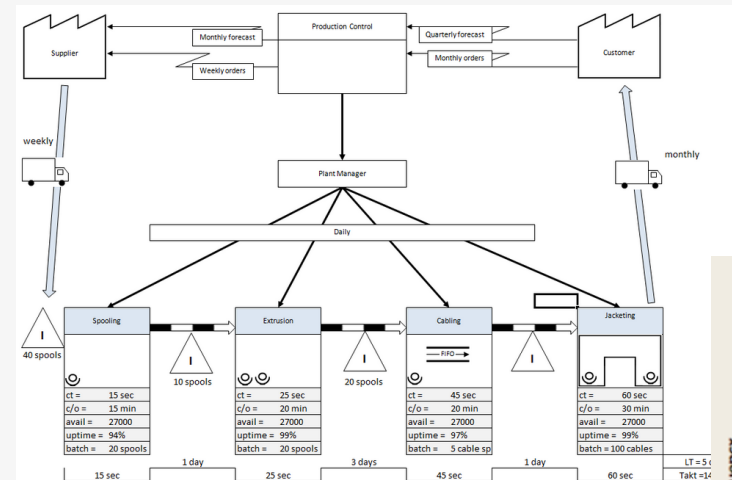 Production Control
Supplier
Monthly forecast
Weekly orders
Quarterly forecast
Monthly orders
Customer
weekly
monthly
Plant Manager
Daily
I
40 spools
Spooling
ct = 15 sec
c/o = 15 min
avail = 27000
uptime = 94%
batch = 20 spools
I
10 spools
Extrusion
ct = 25 sec
c/o = 20 min
avail = 27000
uptime = 99%
batch = 20 spools
I
20 spools
Cabling
FIFO
ct = 45 sec
c/o = 20 min
avail = 27000
uptime = 97%
batch = 5 cable sp
I
Jacketing
ct = 60 sec
c/o = 30 min
avail = 27000
uptime = 99%
batch = 100 cables
1 day
3 days
1 day
LT = 5
15 sec
25 sec
45 sec
60 sec
Takt =14